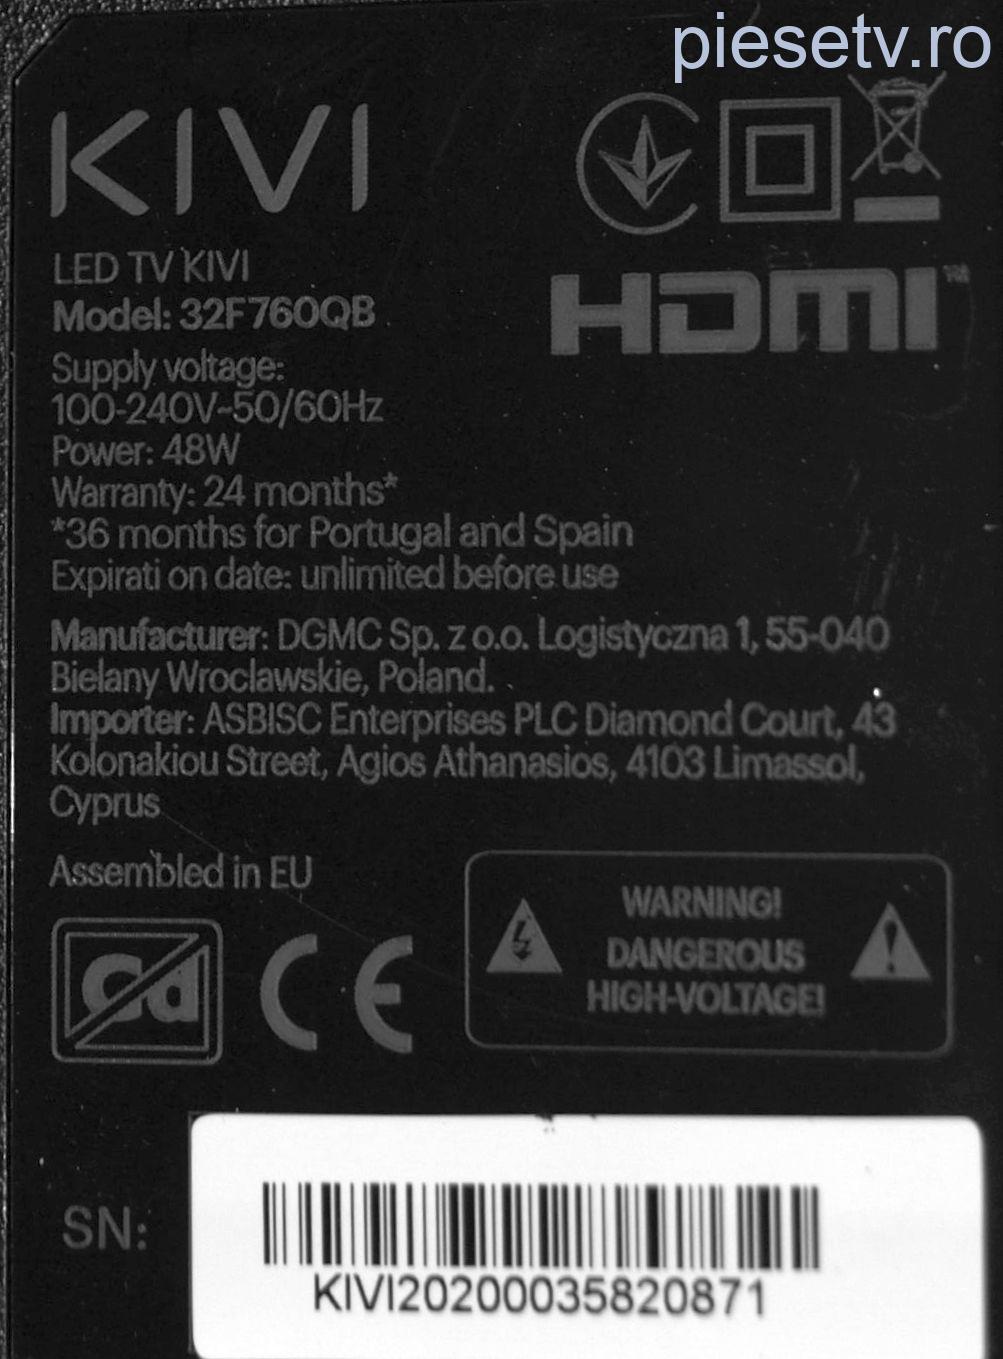 piesetv.ro
KIVI
LED TV KIVI
Model: 32F760QB
HDMI™
Supply voltage:
100-240V~50/60Hz
Power: 48W
Warranty: 24 months*
*36 months for Portugal and Spain
Expirati on date: unlimited before use
Manufacturer: DGMC Sp. z o.o. Logistyczna 1, 55-040
Bielany Wroclawskie, Poland.
Importer: ASBISC Enterprises PLC Diamond Court, 43
Kolonakiou Street, Agios Athanasios, 4103 Limassol,
Cyprus
Assembled in EU
Cd
CE
WARNING!
DANGEROUS
HIGH-VOLTAGE!
SN:
KIVI20200035820871